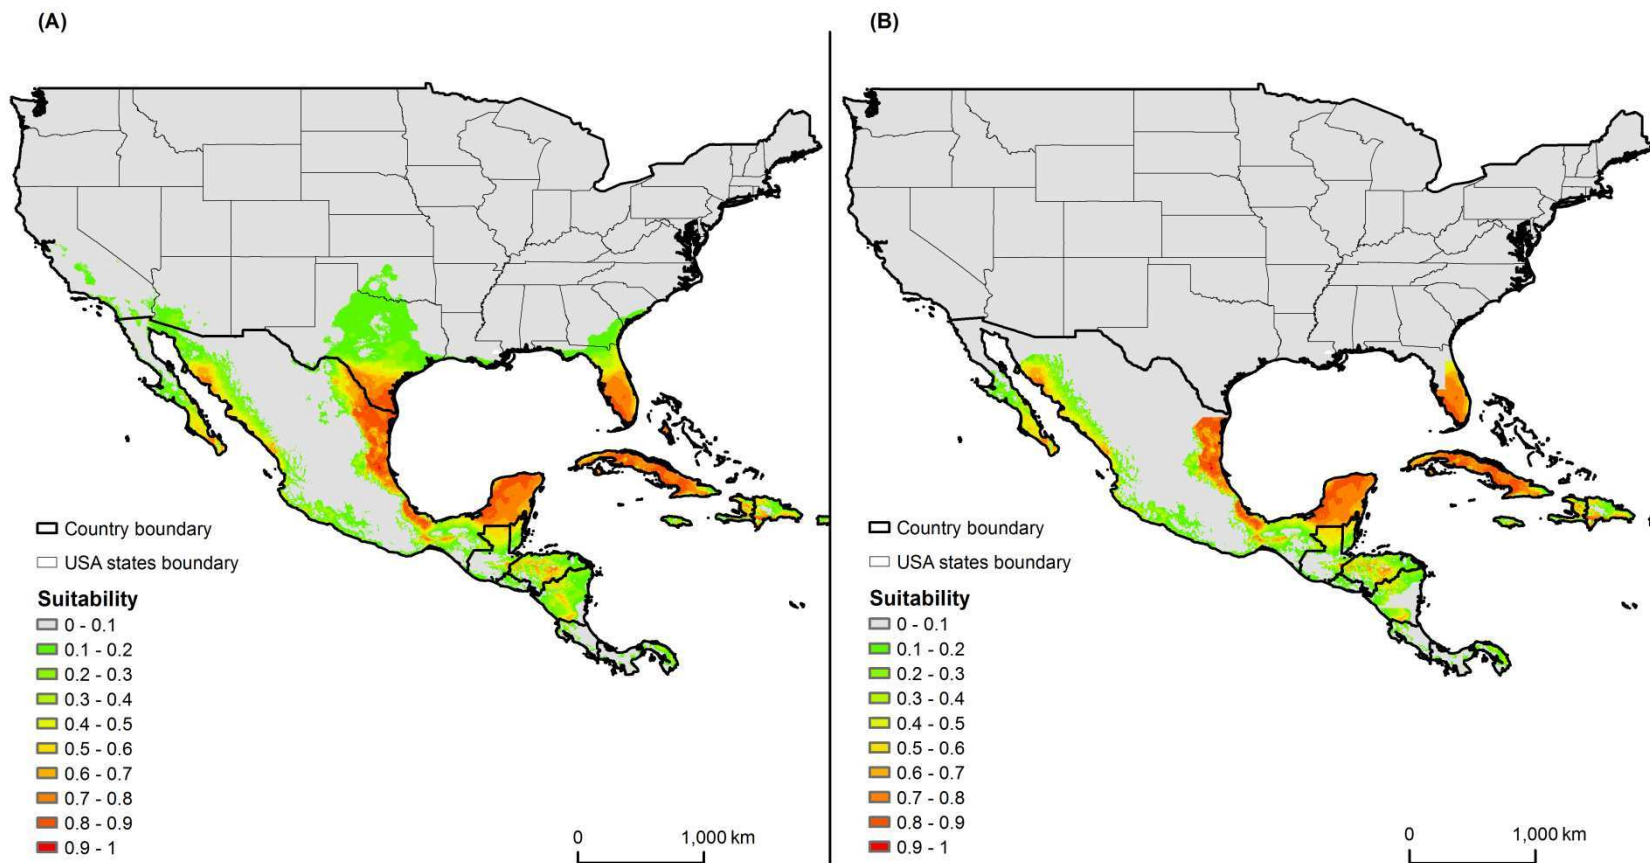 (A)
Country boundary
USA states boundary
Suitability
0 - 0.1
0.1 - 0.2
0.2 - 0.3
0.3 - 0.4
0.4 - 0.5
0.5 - 0.6
0.6 - 0.7
0.7 - 0.8
0.8 - 0.9
0.9 - 1
0 1,000 km
(B)
Country boundary
USA states boundary
Suitability
0 - 0.1
0.1 - 0.2
0.2 - 0.3
0.3 - 0.4
0.4 - 0.5
0.5 - 0.6
0.6 - 0.7
0.7 - 0.8
0.8 - 0.9
0.9 - 1
0 1,000 km